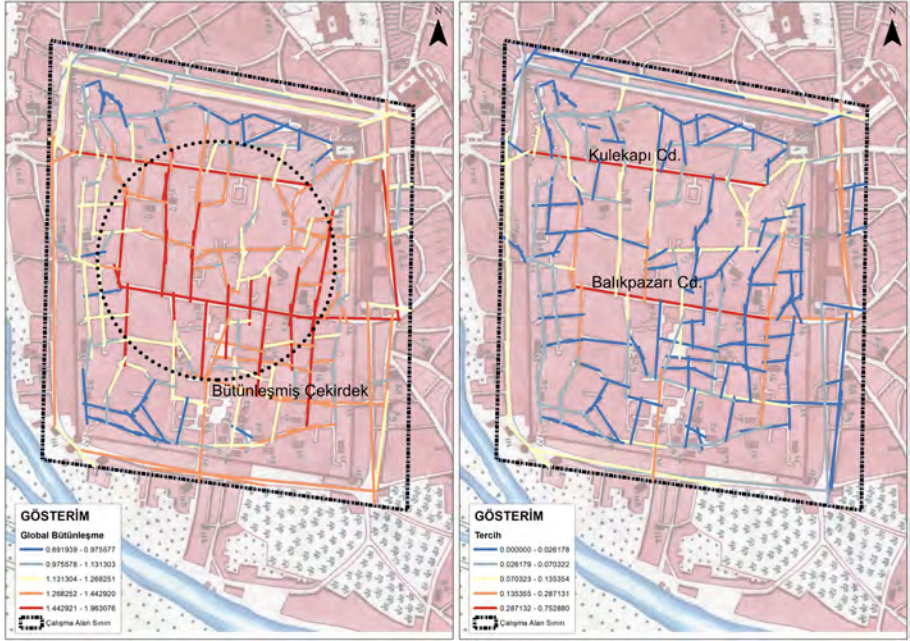 N
Bütünleşmiş Çekirdek
GÖSTERİM
Global Bütünleşme
0.691939 - 0.975577
0.975578 - 1.131303
1.131304 - 1.268251
1.268252 - 1.442920
1.442921 - 1.963076
Çalışma Alan Sınırı
N
Kulekapı Cd.
Balıkpazarı Cd.
GÖSTERİM
Tercih
0.000000 - 0.026178
0.026179 - 0.070322
0.070323 - 0.135354
0.135355 - 0.287131
0.287132 - 0.752880
Çalışma Alan Sınırı